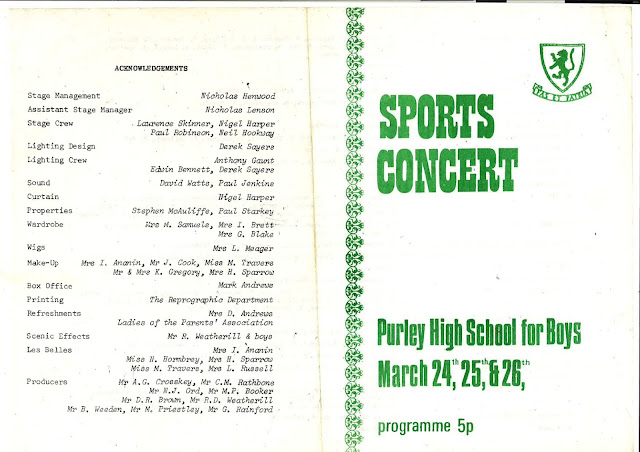 ACKNOWLEDGEMENTS
Stage Management Nicholas Henwood
Assistant Stage Manager Nicholas Lenson
Stage Crew Laurence Skinner, Nigel Harper
Paul Robinson, Neil Hookway
Lighting Design Derek Sayers
Lighting Crew Anthony Gaunt
Edwin Bennett, Derek Sayers
Sound David Watts, Paul Jenkins
Curtain Nigel Harper
Properties Stephen McAuliffe, Paul Starkey
Wardrobe Mrs M. Samuels, Mrs I. Brett
Mrs G. Blake
Wigs Mrs L. Meager
Make-Up Mrs I. Ananin, Mr J. Cook, Miss M. Travers
Mr & Mrs K. Gregory, Mrs H. Sparrow
Box Office Mark Andrews
Printing The Reprographic Department
Refreshments Mrs D. Andrews
Ladies of the Parents' Association
Scenic Effects Mr R. Weatherill & boys
Les Belles Mrs I. Ananin
Miss H. Hornbrey, Mrs H. Sparrow
Miss M. Travers, Mrs L. Russell
Producers Mr A.G. Crosskey, Mr C.M. Rathbone
Mr N.J. Ord, Mr M.P. Booker
Mr D.R. Brown, Mr R.D. Weatherill
Mr B. Weeden, Mr M. Priestley, Mr G. Rainford
SPORTS
CONCERT
Purley High School for Boys
March 24th, 25th, & 26th,
programme 5p